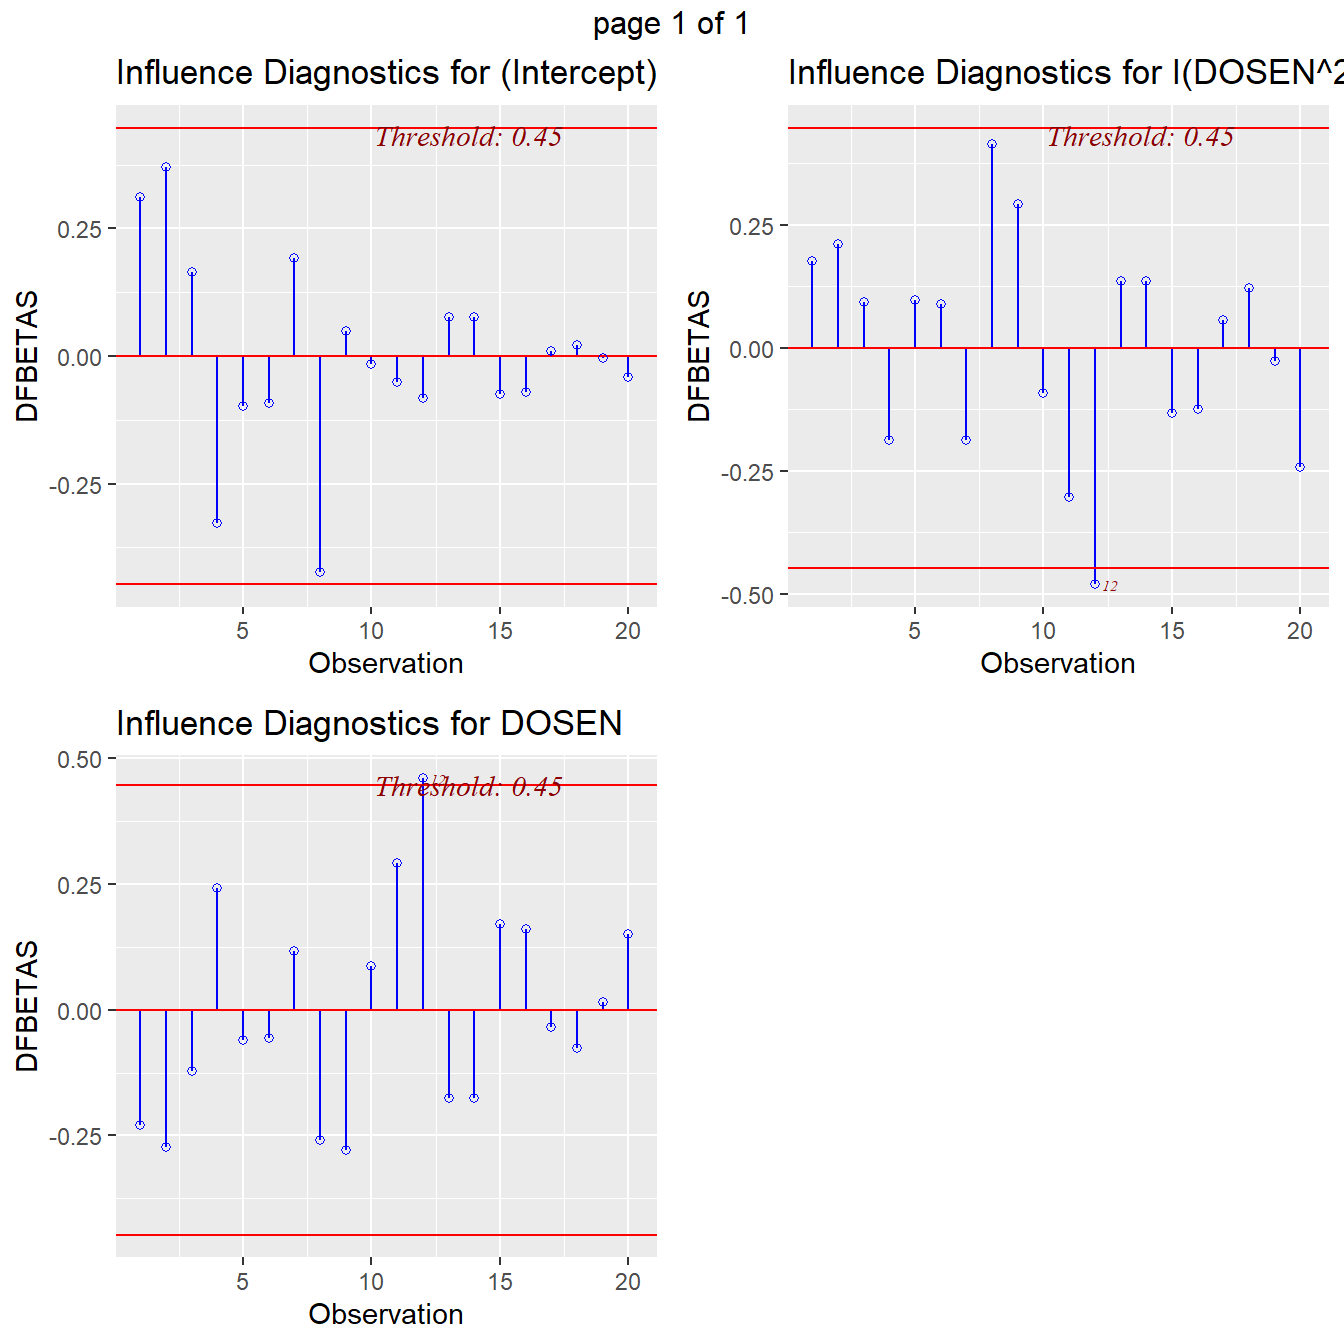 page 1 of 1
Influence Diagnostics for (Intercept)
Threshold: 0.45
0.25
0.00
-0.25
DFBETAS
5 10 15 20
Observation
Influence Diagnostics for I(DOSEN^2
Threshold: 0.45
0.25
0.00
-0.25
-0.50
DFBETAS
12
5 10 15 20
Observation
Influence Diagnostics for DOSEN
0.50
12
Threshold: 0.45
0.25
0.00
-0.25
DFBETAS
5 10 15 20
Observation